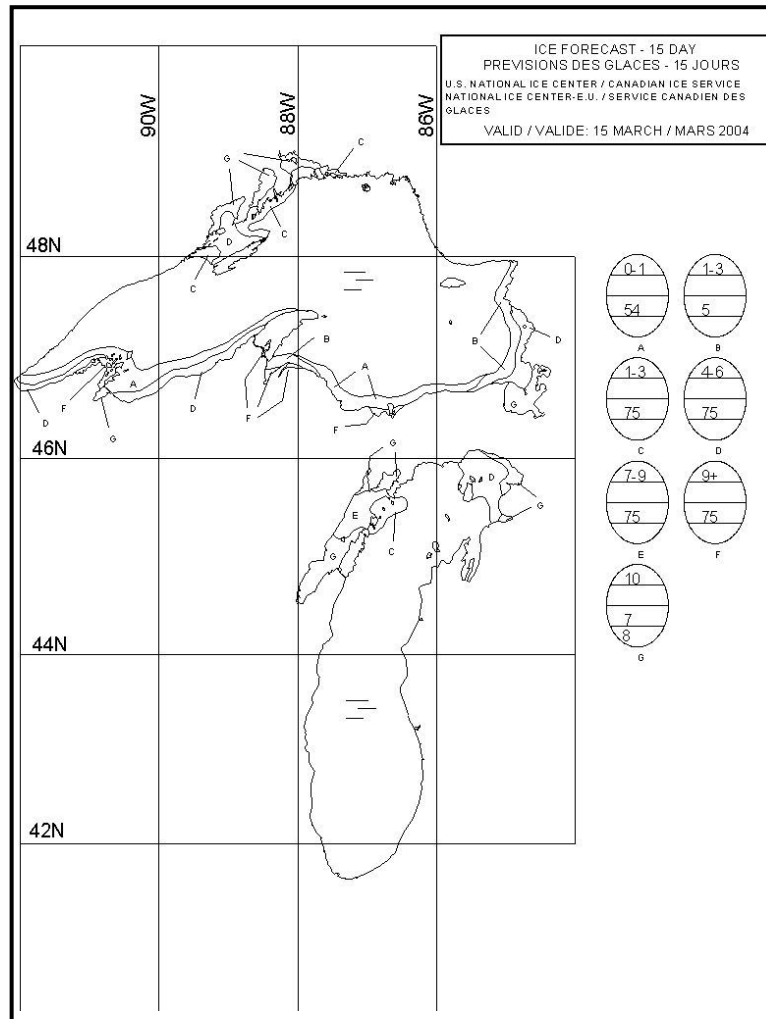 ICE FORECAST - 15 DAY
PREVISIONS DES GLACES - 15 JOURS
U.S. NATIONAL ICE CENTER / CANADIAN ICE SERVICE
NATIONAL ICE CENTER-E.U. / SERVICE CANADIEN DES
GLACES
VALID / VALIDE: 15 MARCH / MARS 2004
90W
88W
86W
C
G
C
D
48N
C
B
A
B
D
A
F
D
G
D
F
F
G
46N
G
D
E
G
C
G
44N
42N
0-1
54
A
1-3
5
B
1-3
75
C
4-6
75
D
7-9
75
E
9+
75
F
10
7
8
G